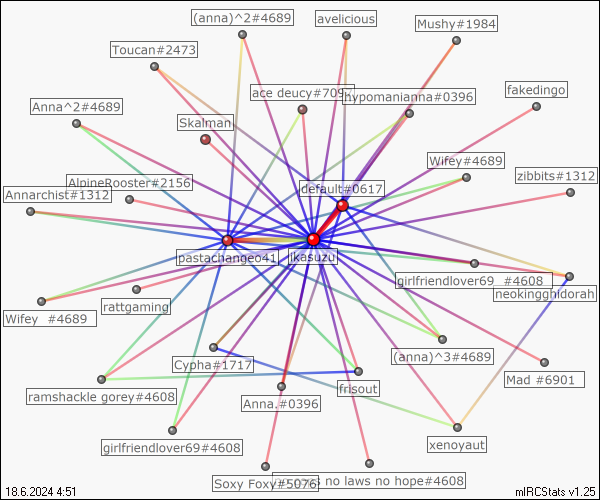 (anna)^2#4689
avelicious
Mushy#1984
Toucan#2473
ace deucy#709
hypomanianna#0396
fakedingo
Anna^2#4689
Skalman
Wifey#4689
zibbits#1312
AlpineRooster#2156
default#0617
Annarchist#1312
pastachangeo41
ikasuzu
girlfriendlover69_#4608
neokingghidorah
rattgaming
Wifey_#4689
(anna)^3#4689
Cypha#1717
Mad #6901
frisout
ramshackle gorey#4608
Anna.#0396
girlfriendlover69#4608
xenoyaut
Soxy Foxy#5076
no laws no hope#4608
18.6.2024 4:51
mIRCStats v1.25